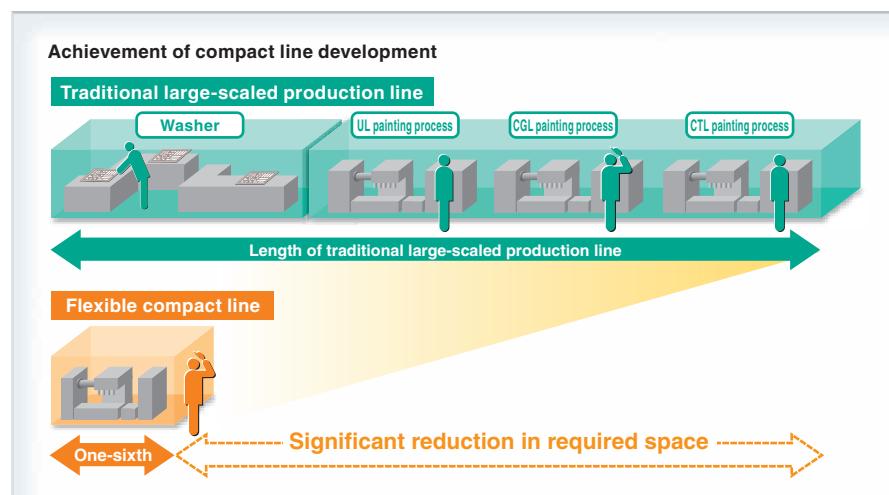 Achievement of compact line development
Traditional large-scaled production line
Washer
UL painting process
CGL painting process
CTL painting process
Length of traditional large-scaled production line
Flexible compact line
One-sixth
Significant reduction in required space